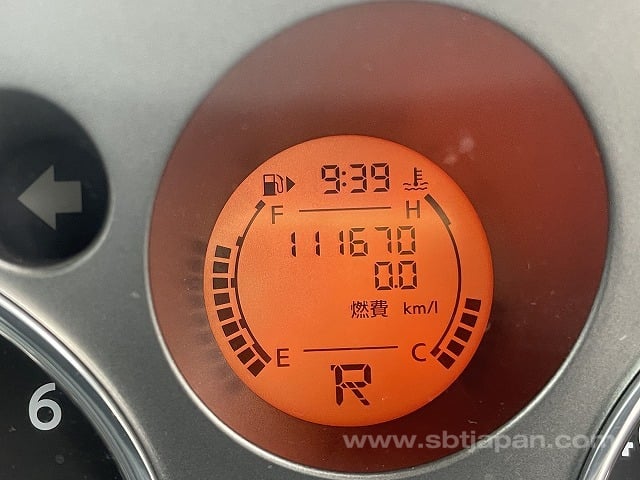 9:39
F H
111670
0.0
燃費 km/l
E C
R
6
www.sbtjapan.com